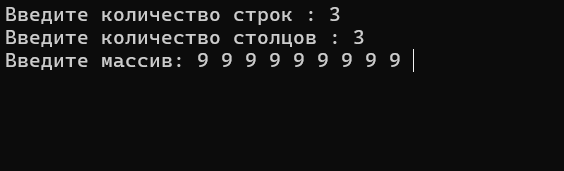 Введите количество строк : 3
Введите количество столцов : 3
Введите массив: 9 9 9 9 9 9 9 9 9